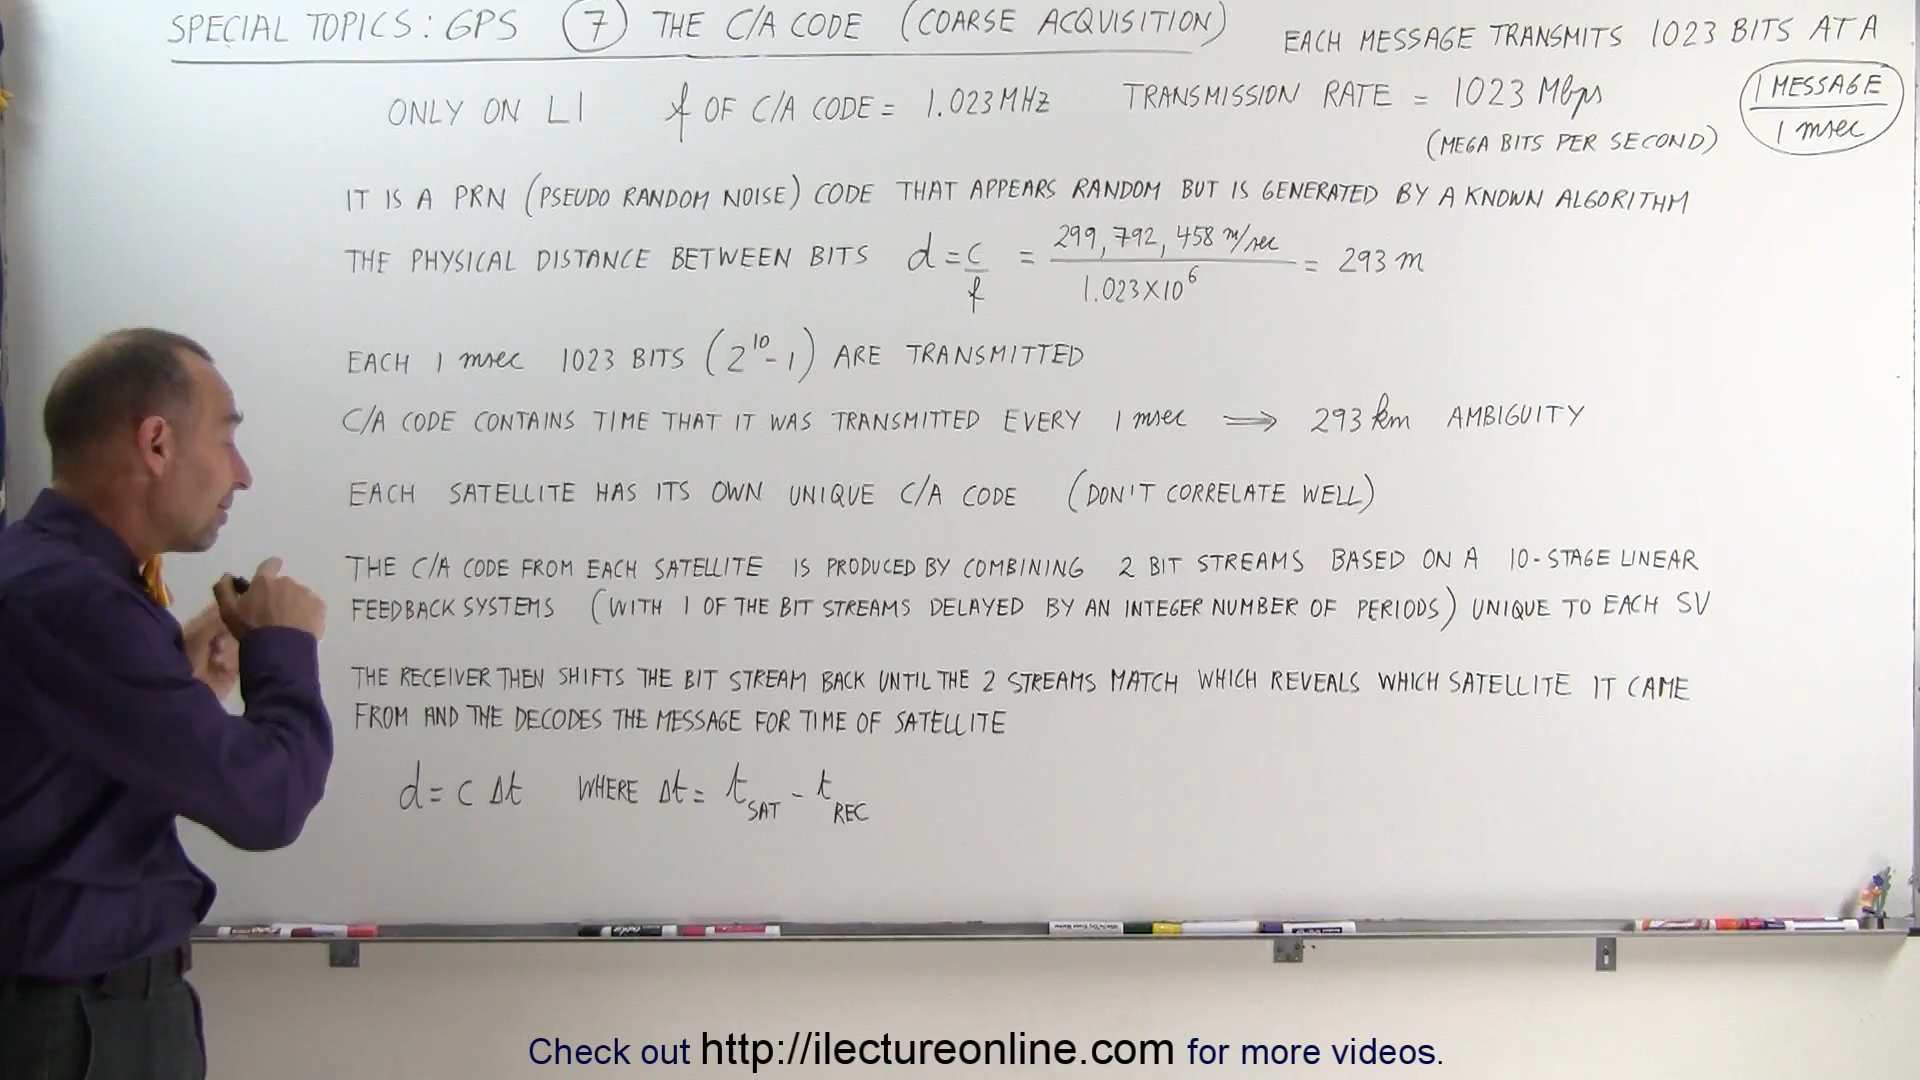 SPECIAL TOPICS: GPS 7 THE C/A CODE (COARSE ACQUISITION)
EACH MESSAGE TRANSMITS 1023 BITS AT A
1 MESSAGE
1 msec
ONLY ON L1 f OF C/A CODE = 1.023 MHZ TRANSMISSION RATE = 1023 Mbps
(MEGA BITS PER SECOND)
IT IS A PRN (PSEUDO RANDOM NOISE) CODE THAT APPEARS RANDOM BUT IS GENERATED BY A KNOWN ALGORITHM
THE PHYSICAL DISTANCE BETWEEN BITS d = c/f = 299,792,458 m/sec / 1.023X10^6 = 293 m
EACH 1 msec 1023 BITS (2^10 - 1) ARE TRANSMITTED
C/A CODE CONTAINS TIME THAT IT WAS TRANSMITTED EVERY 1 msec ⟹ 293 km AMBIGUITY
EACH SATELLITE HAS ITS OWN UNIQUE C/A CODE (DON'T CORRELATE WELL)
THE C/A CODE FROM EACH SATELLITE IS PRODUCED BY COMBINING 2 BIT STREAMS BASED ON A 10-STAGE LINEAR
FEEDBACK SYSTEMS (WITH 1 OF THE BIT STREAMS DELAYED BY AN INTEGER NUMBER OF PERIODS) UNIQUE TO EACH SV
THE RECEIVER THEN SHIFTS THE BIT STREAM BACK UNTIL THE 2 STREAMS MATCH WHICH REVEALS WHICH SATELLITE IT CAME
FROM AND THE DECODES THE MESSAGE FOR TIME OF SATELLITE
d = c Δt WHERE Δt = t_SAT - t_REC
Check out http://ilectureonline.com for more videos.